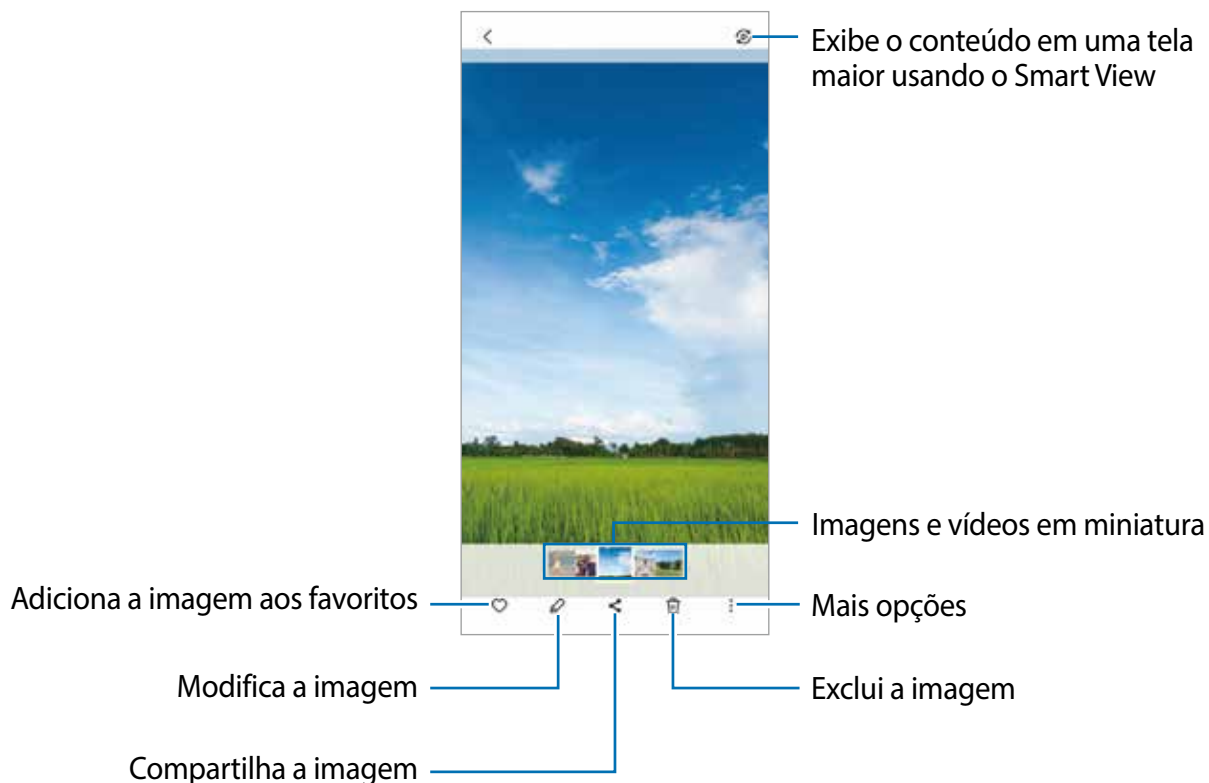 Exibe o conteúdo em uma tela
maior usando o Smart View
Imagens e vídeos em miniatura
Adiciona a imagem aos favoritos
Mais opções
Modifica a imagem
Exclui a imagem
Compartilha a imagem